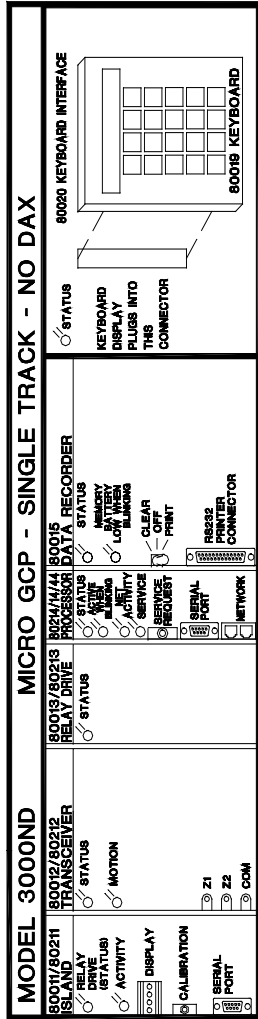 MODEL 3000ND
MICRO GCP - SINGLE TRACK - NO DAX
80011/80211
ISLAND
RELAY
DRIVE
(STATUS)
ACTIVITY
DISPLAY
CALIBRATION
SERIAL
PORT
80012/80212
TRANSCEIVER
STATUS
MOTION
Z1
Z2
COM
80013/80213
RELAY DRIVE
STATUS
80214/14/44
PROCESSOR
STATUS
ACTIVE
WHEN
BLINKING
NET
ACTIVITY
SERVICE
SERVICE
REQUEST
SERIAL
PORT
NETWORK
80015
DATA RECORDER
STATUS
MEMORY
BATTERY
LOW WHEN
BLINKING
CLEAR
OFF
PRINT
RS232
PRINTER
CONNECTOR
80020 KEYBOARD INTERFACE
STATUS
KEYBOARD
DISPLAY
PLUGS INTO
THIS
CONNECTOR
80019 KEYBOARD